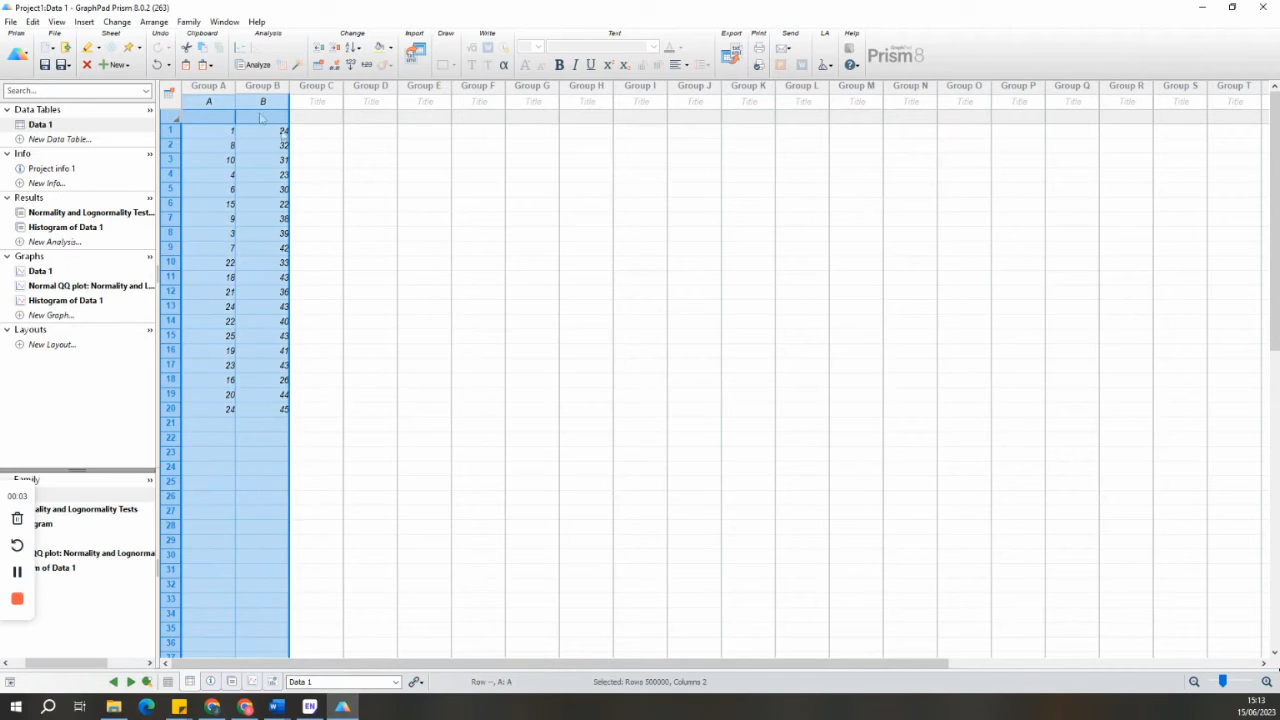 Project1:Data 1 - GraphPad Prism 8.0.2 (263)
File Edit View Insert Change Arrange Family Window Help
Prism File Sheet Clipboard Analysis Change Import Draw Write Text Export Print Send LA Help
New Analyze GraphPad Prism 8
Search...
Data Tables
Data 1
New Data Table...
Info
Project info 1
New Info...
Results
Normality and Lognormality Test...
Histogram of Data 1
New Analysis...
Graphs
Data 1
Normal QQ plot: Normality and L...
Histogram of Data 1
New Graph...
Layouts
New Layout...
Family
ality and Lognormality Tests
gram
QQ plot: Normality and Lognorma
m of Data 1
00:03
Group A Group B Group C Group D Group E Group F Group G Group H Group I Group J Group K Group L Group M Group N Group O Group P Group Q Group R Group S Group T
A B Title Title Title Title Title Title Title Title Title Title Title Title Title Title Title Title Title Title
1 1 24
2 8 32
3 10 31
4 4 23
5 6 30
6 15 22
7 9 38
8 3 39
9 7 42
10 22 33
11 18 43
12 21 36
13 24 43
14 22 40
15 25 43
16 19 41
17 23 43
18 16 26
19 20 44
20 24 45
21
22
23
24
25
26
27
28
29
30
31
32
33
34
35
36
Data 1 Row --, A: A Selected: Rows 500000, Columns 2
EN
15:13
15/06/2023